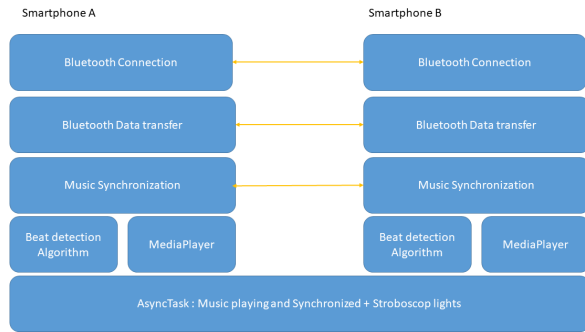 Smartphone A
Smartphone B
Bluetooth Connection
Bluetooth Connection
Bluetooth Data transfer
Bluetooth Data transfer
Music Synchronization
Music Synchronization
Beat detection
Algorithm
MediaPlayer
Beat detection
Algorithm
MediaPlayer
AsyncTask : Music playing and Synchronized + Stroboscop lights